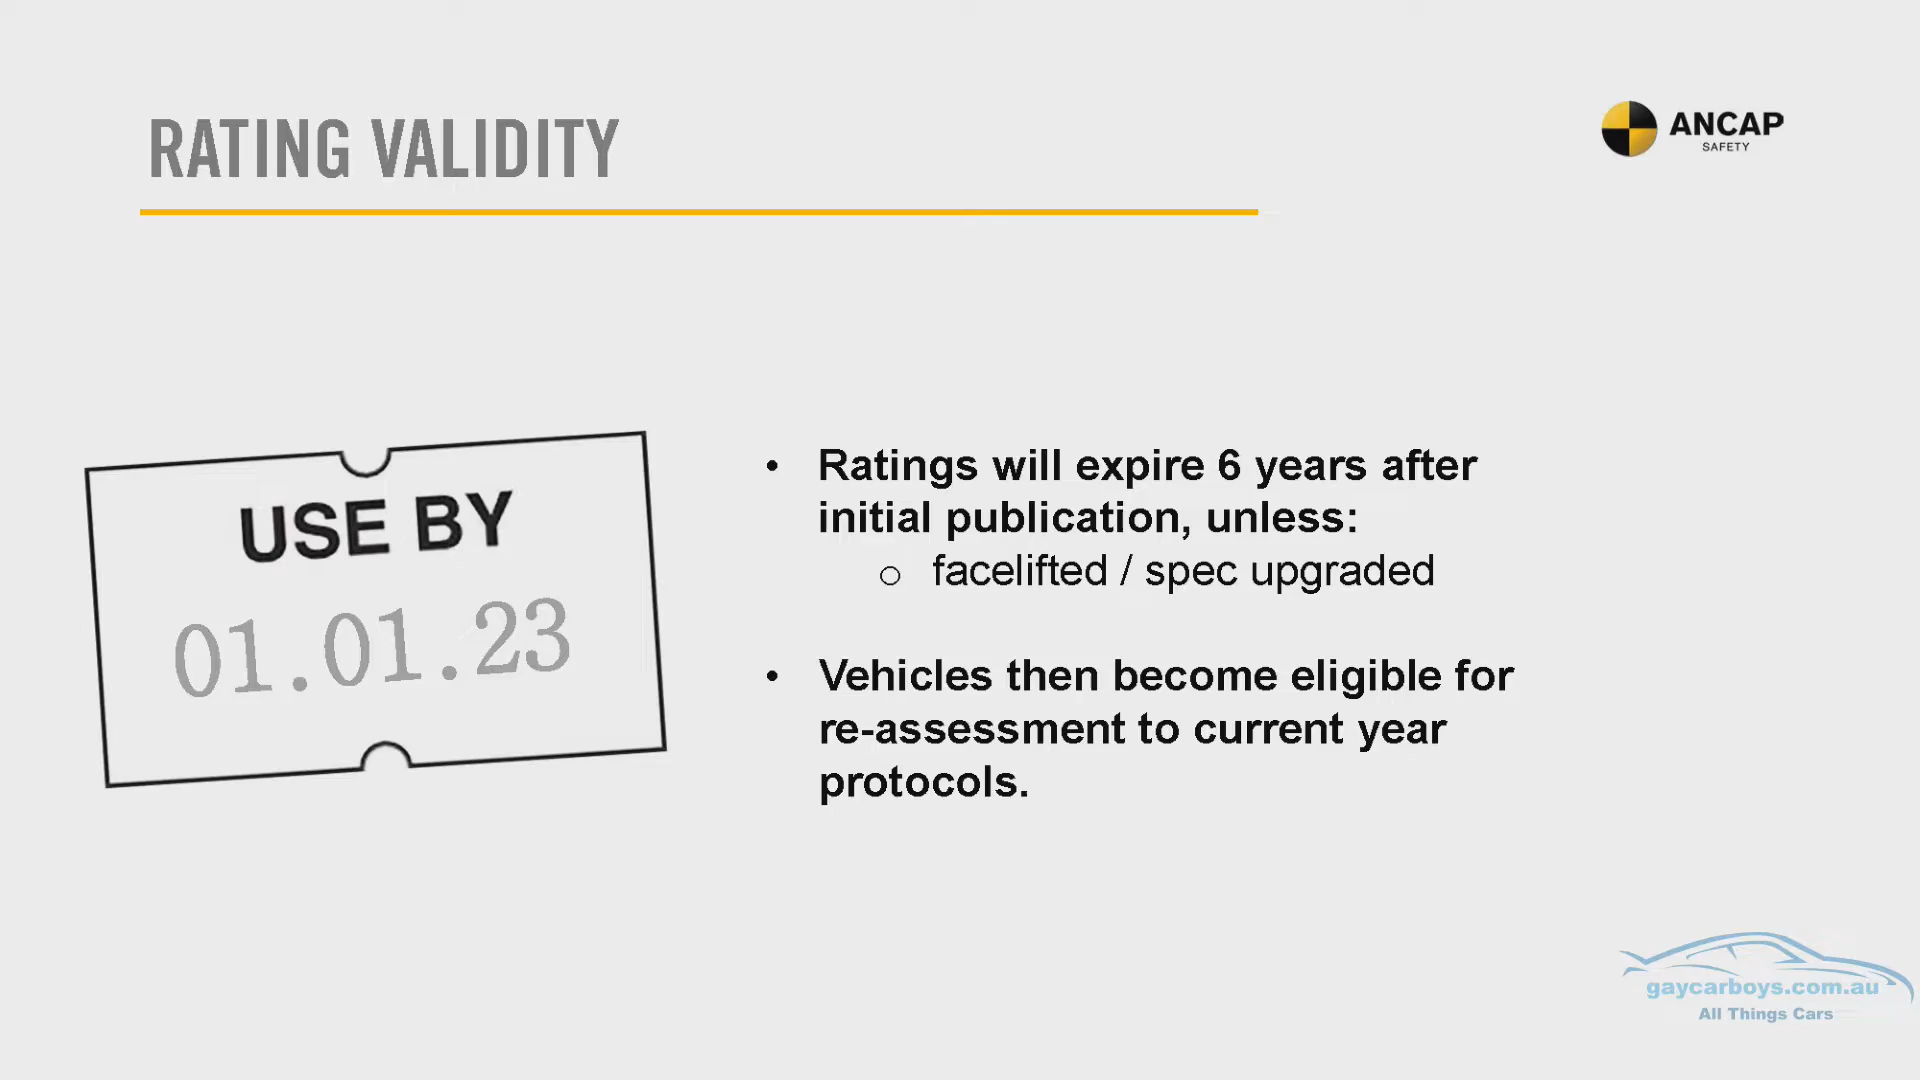 RATING VALIDITY
ANCAP
SAFETY
USE BY
01.01.23
• Ratings will expire 6 years after
initial publication, unless:
o facelifted / spec upgraded
• Vehicles then become eligible for
re-assessment to current year
protocols.
gaycarboys.com.au
All Things Cars